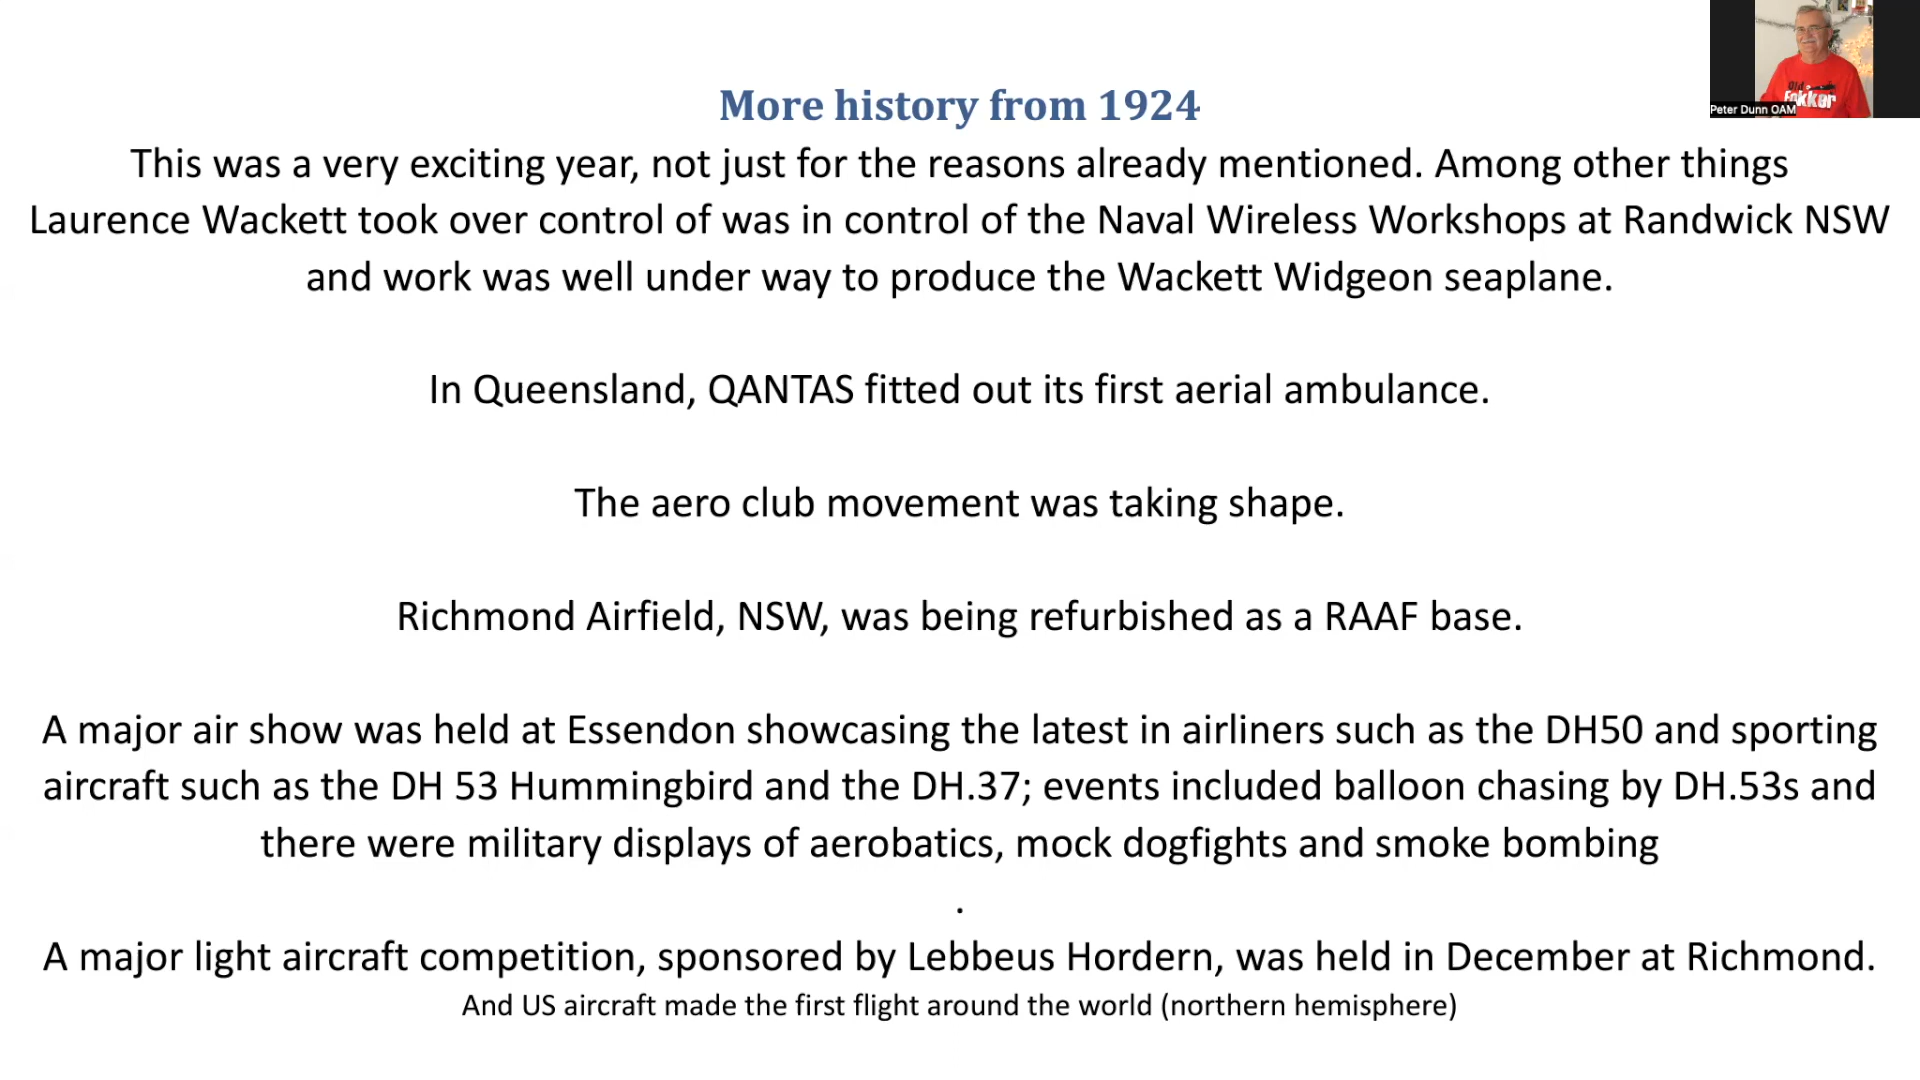 More history from 1924
This was a very exciting year, not just for the reasons already mentioned. Among other things
Laurence Wackett took over control of was in control of the Naval Wireless Workshops at Randwick NSW
and work was well under way to produce the Wackett Widgeon seaplane.
In Queensland, QANTAS fitted out its first aerial ambulance.
The aero club movement was taking shape.
Richmond Airfield, NSW, was being refurbished as a RAAF base.
A major air show was held at Essendon showcasing the latest in airliners such as the DH50 and sporting
aircraft such as the DH 53 Hummingbird and the DH.37; events included balloon chasing by DH.53s and
there were military displays of aerobatics, mock dogfights and smoke bombing
.
A major light aircraft competition, sponsored by Lebbeus Hordern, was held in December at Richmond.
And US aircraft made the first flight around the world (northern hemisphere)
Old
Fokker
Peter Dunn OAM